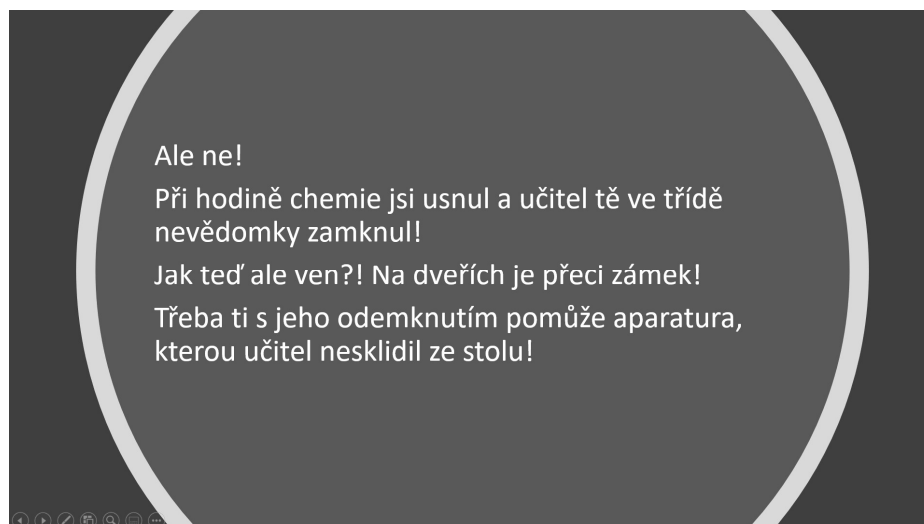 Ale ne!
Při hodině chemie jsi usnul a učitel tě ve třídě
nevědomky zamknul!
Jak teď ale ven?! Na dveřích je přeci zámek!
Třeba ti s jeho odemknutím pomůže aparatura,
kterou učitel nesklidil ze stolu!